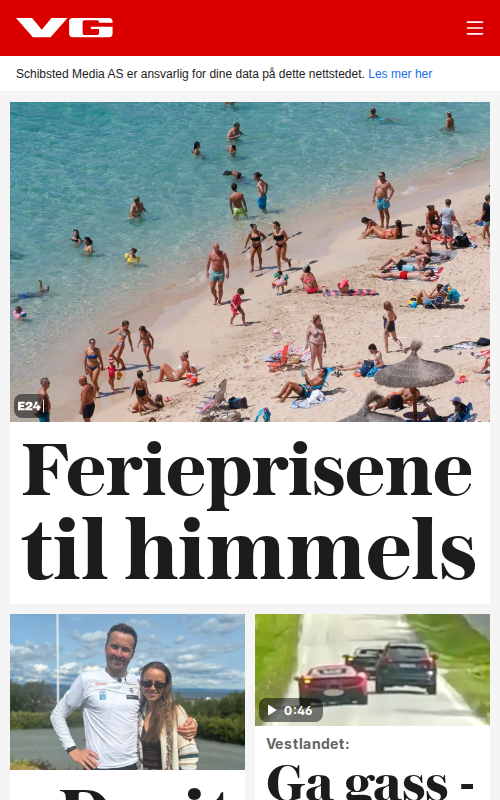 VG
Schibsted Media AS er ansvarlig for dine data på dette nettstedet. Les mer her
E24
Ferieprisene
til himmels
0:46
Vestlandet:
Ga gass -